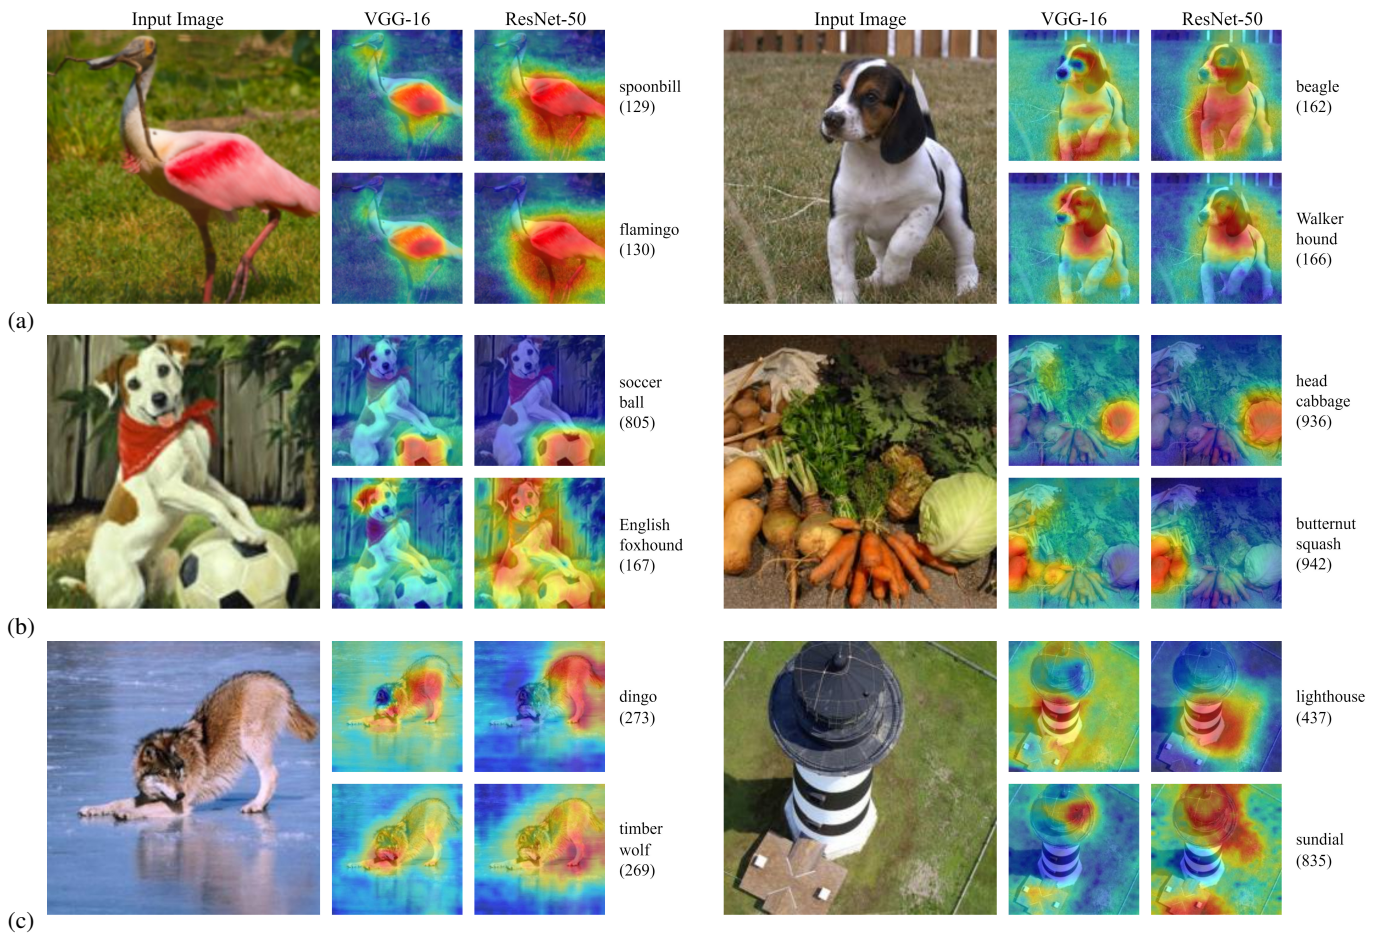 Input Image VGG-16 ResNet-50
spoonbill
(129)
flamingo
(130)
Input Image VGG-16 ResNet-50
beagle
(162)
Walker
hound
(166)
(a)
soccer
ball
(805)
English
foxhound
(167)
head
cabbage
(936)
butternut
squash
(942)
(b)
dingo
(273)
timber
wolf
(269)
lighthouse
(437)
sundial
(835)
(c)